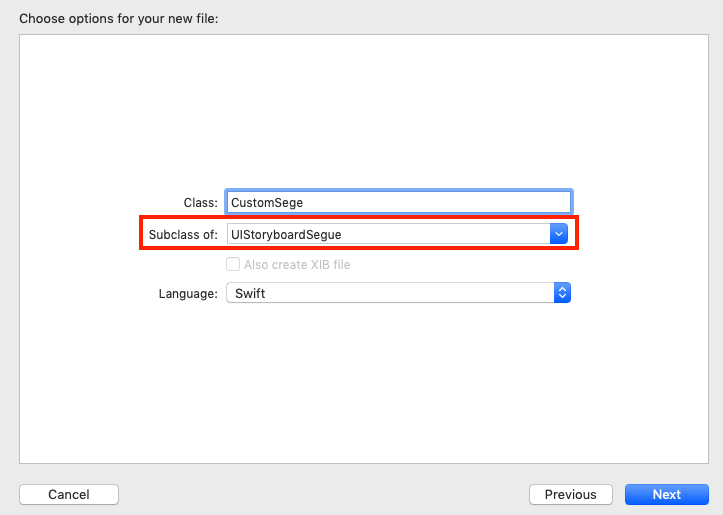 Choose options for your new file:
Class: CustomSege
Subclass of: UIStoryboardSegue
Also create XIB file
Language: Swift
Cancel Previous Next